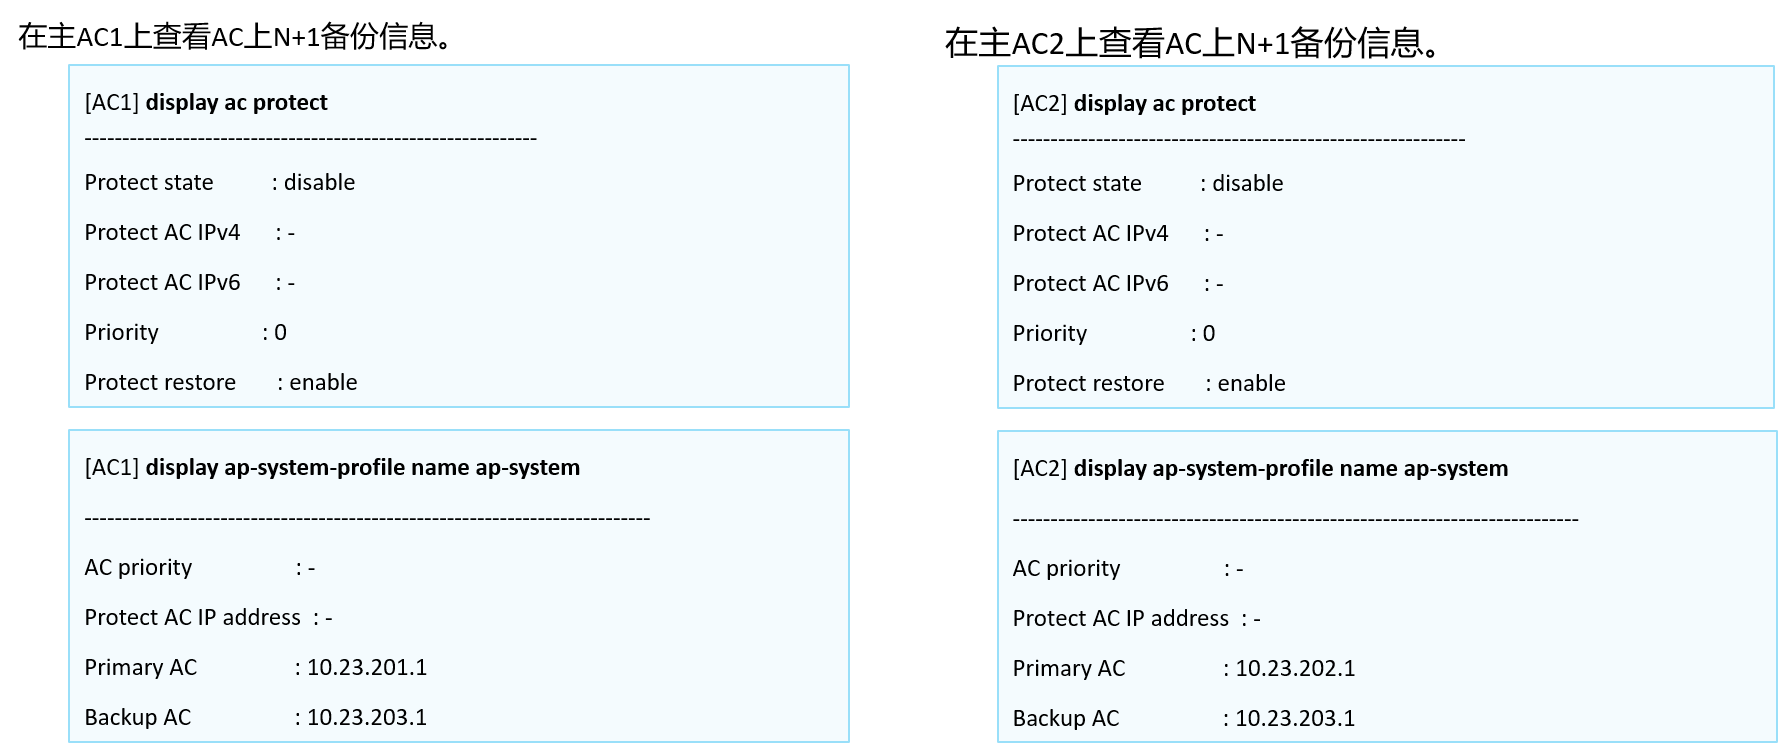 在主AC1上查看AC上N+1备份信息。
[AC1] display ac protect
------------------------------------------------------------
Protect state : disable
Protect AC IPv4 : -
Protect AC IPv6 : -
Priority : 0
Protect restore : enable
[AC1] display ap-system-profile name ap-system
---------------------------------------------------------------------------
AC priority : -
Protect AC IP address : -
Primary AC : 10.23.201.1
Backup AC : 10.23.203.1
在主AC2上查看AC上N+1备份信息。
[AC2] display ac protect
------------------------------------------------------------
Protect state : disable
Protect AC IPv4 : -
Protect AC IPv6 : -
Priority : 0
Protect restore : enable
[AC2] display ap-system-profile name ap-system
---------------------------------------------------------------------------
AC priority : -
Protect AC IP address : -
Primary AC : 10.23.202.1
Backup AC : 10.23.203.1